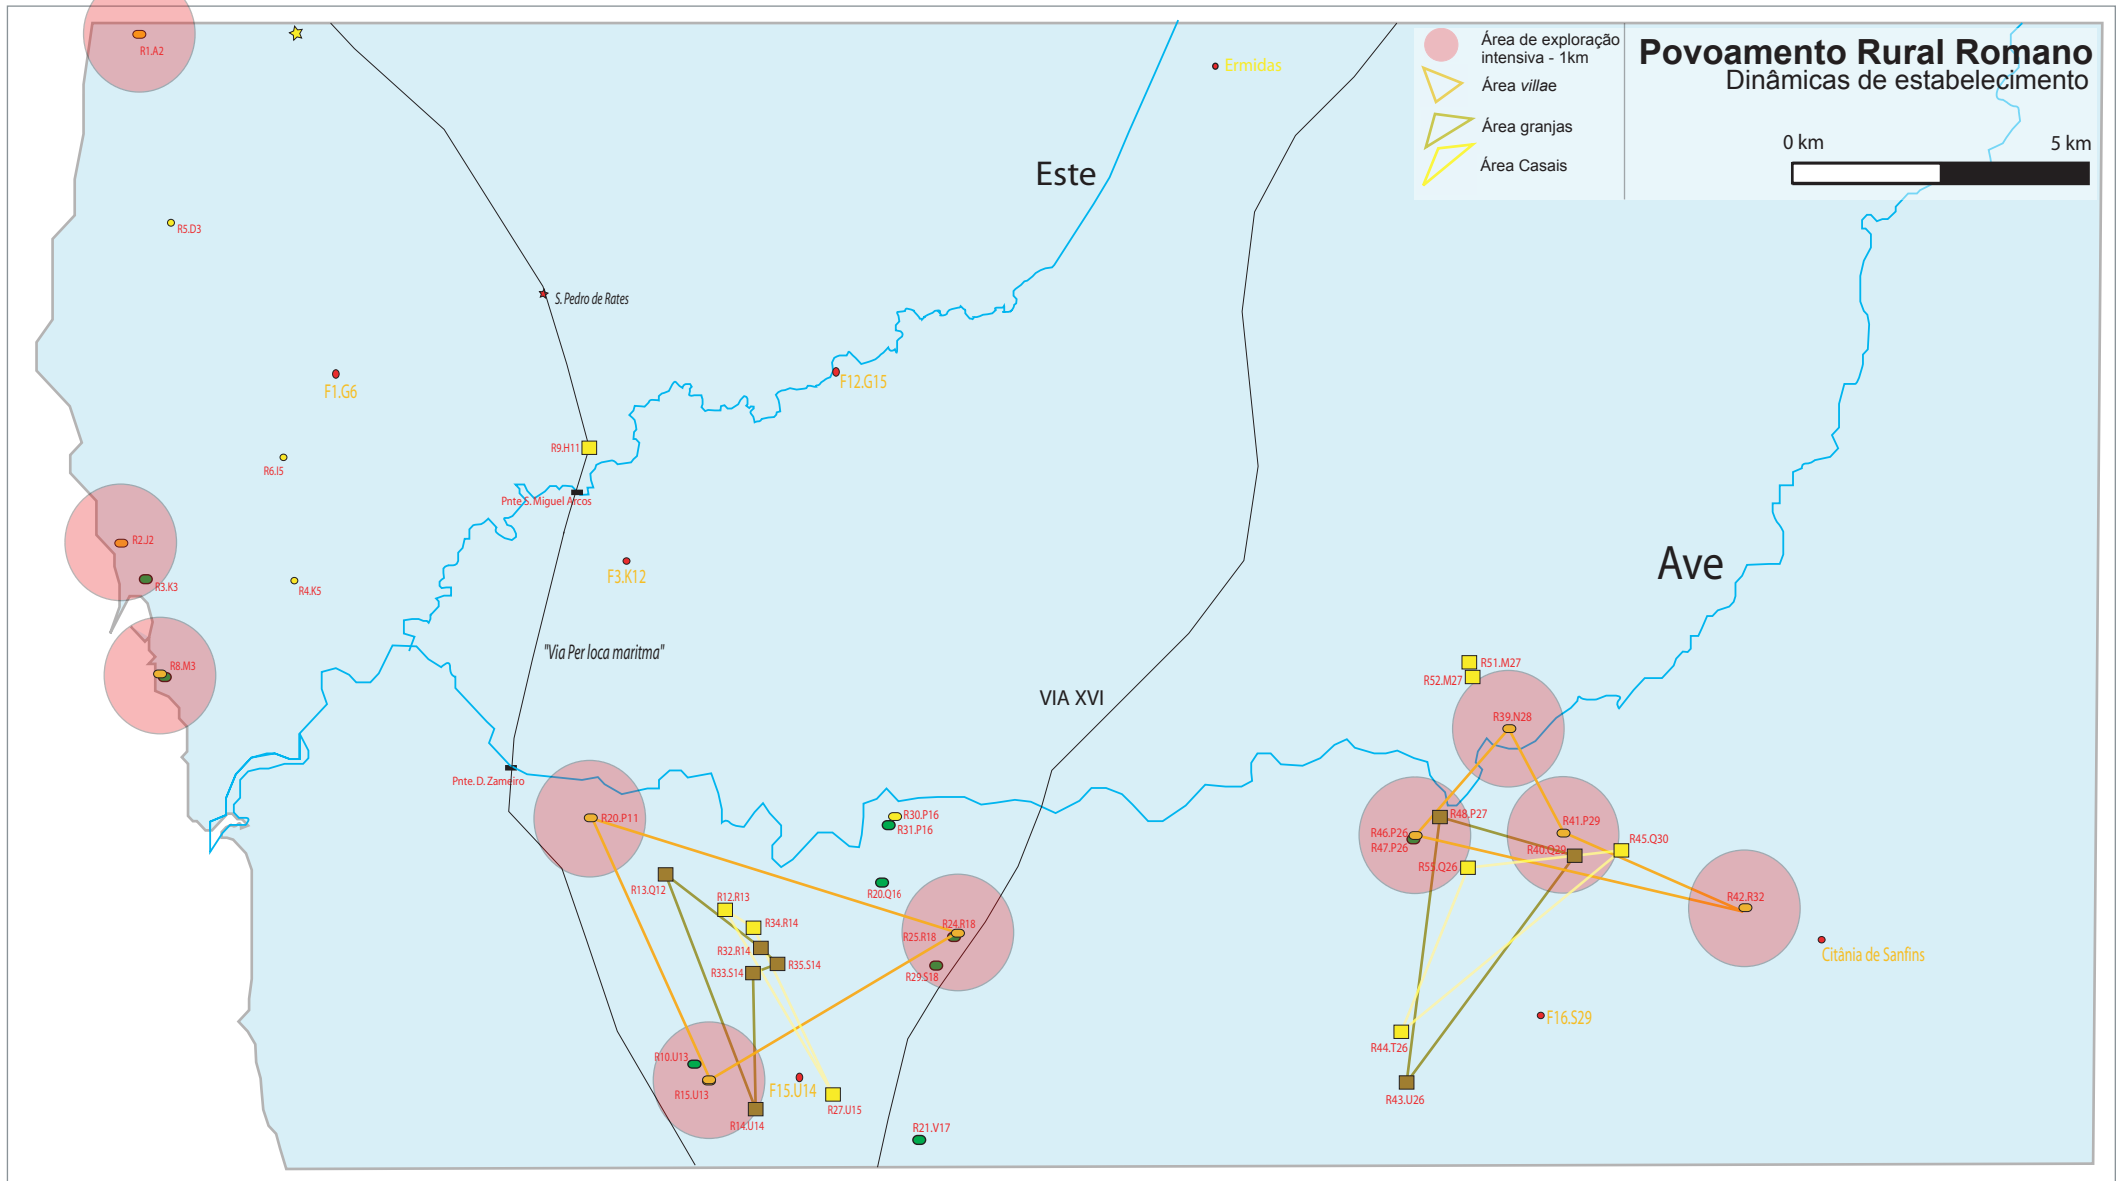 Povoamento Rural Romano
Dinâmicas de estabelecimento
0 km
5 km
Área de exploração
intensiva - 1km
Área villae
Área granjas
Área Casais
R1.A2
Ermidas
Este
R5.D3
S. Pedro de Rates
F1.G6
F12.G15
R9.H11
R6.I5
Pnte S. Miguel Arcos
R2.J2
R3.K3
R4.K5
F3.K12
Ave
"Via Per loca maritma"
R8.M3
VIA XVI
R51.M27
R52.M27
R39.N28
Pnte. D. Zameiro
R20.P11
R30.P16
R31.P16
R48.P27
R41.P29
R46.P26
R47.P26
R40.Q29
R45.Q30
R55.Q26
R13.Q12
R20.Q16
R12.R13
R34.R14
R42.R32
R24.R18
R25.R18
R32.R14
R35.S14
R33.S14
R29.S18
Citânia de Sanfins
F16.S29
R44.T26
R10.U13
R15.U13
F15.U14
R27.U15
R43.U26
R14.U14
R21.V17